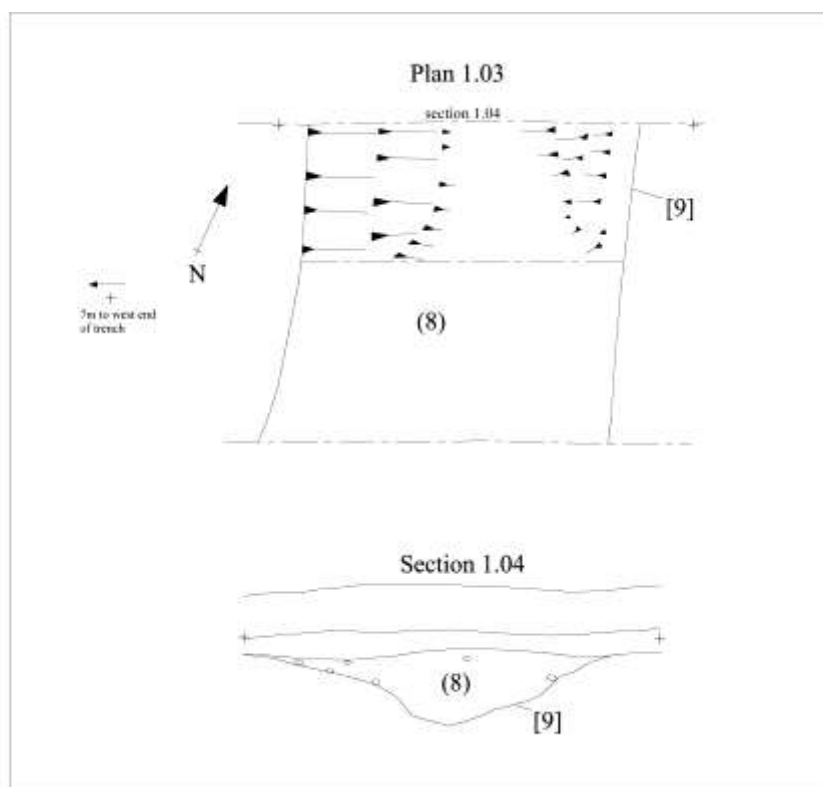 Plan 1.03
section 1.04
[9]
N
7m to west end
of trench
(8)
Section 1.04
(8)
[9]